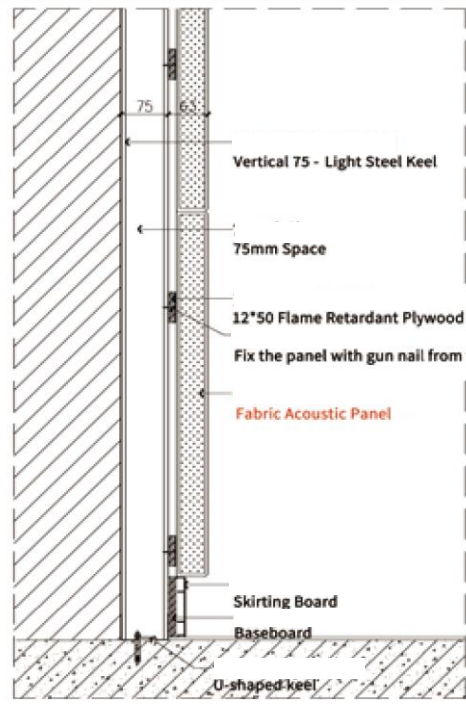 75 63
Vertical 75 - Light Steel Keel
75mm Space
12*50 Flame Retardant Plywood
Fix the panel with gun nail from
Fabric Acoustic Panel
Skirting Board
Baseboard
U-shaped keel